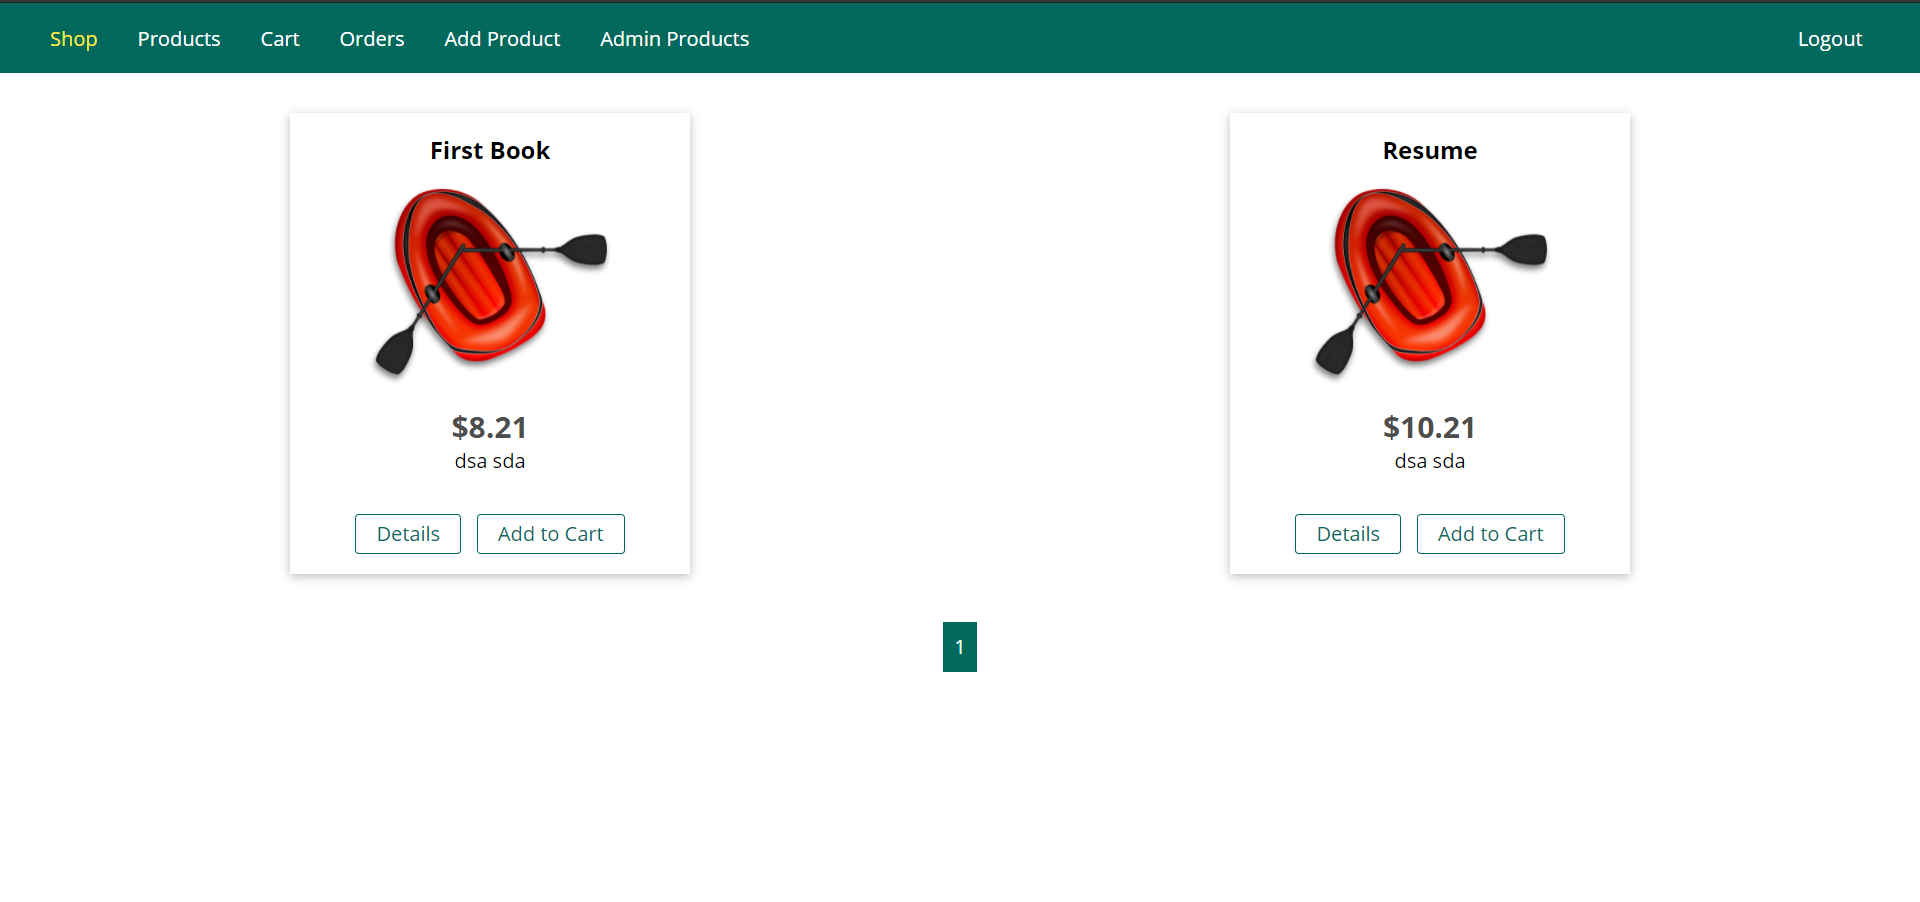 Shop Products Cart Orders Add Product Admin Products Logout
First Book
$8.21
dsa sda
Details Add to Cart
Resume
$10.21
dsa sda
Details Add to Cart
1